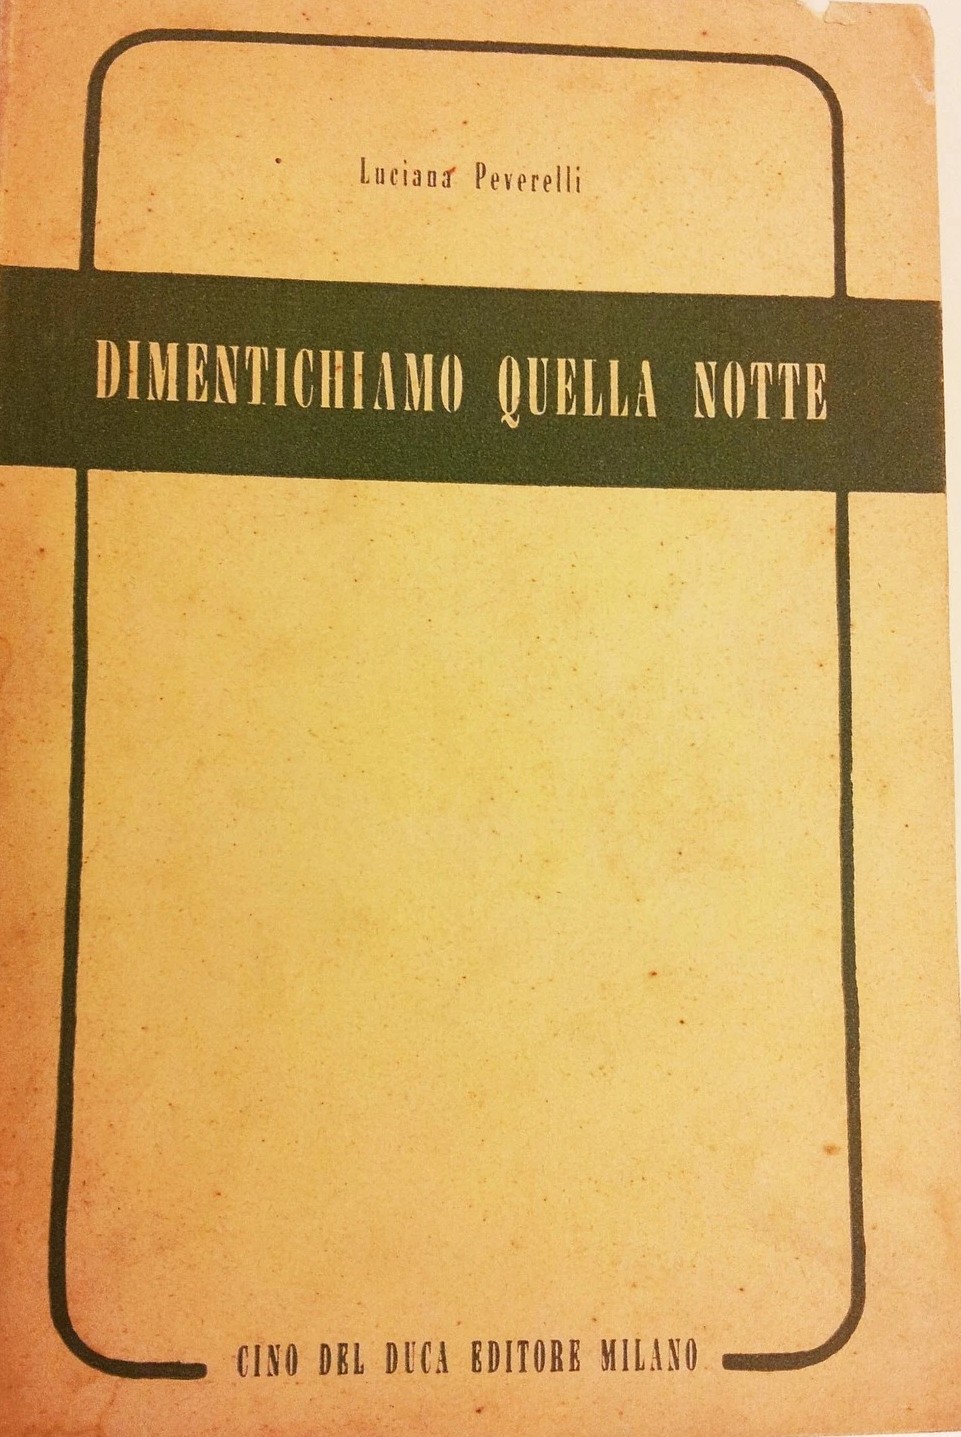 Luciana Peverelli
DIMENTICHIAMO QUELLA NOTTE
CINO DEL DUCA EDITORE MILANO